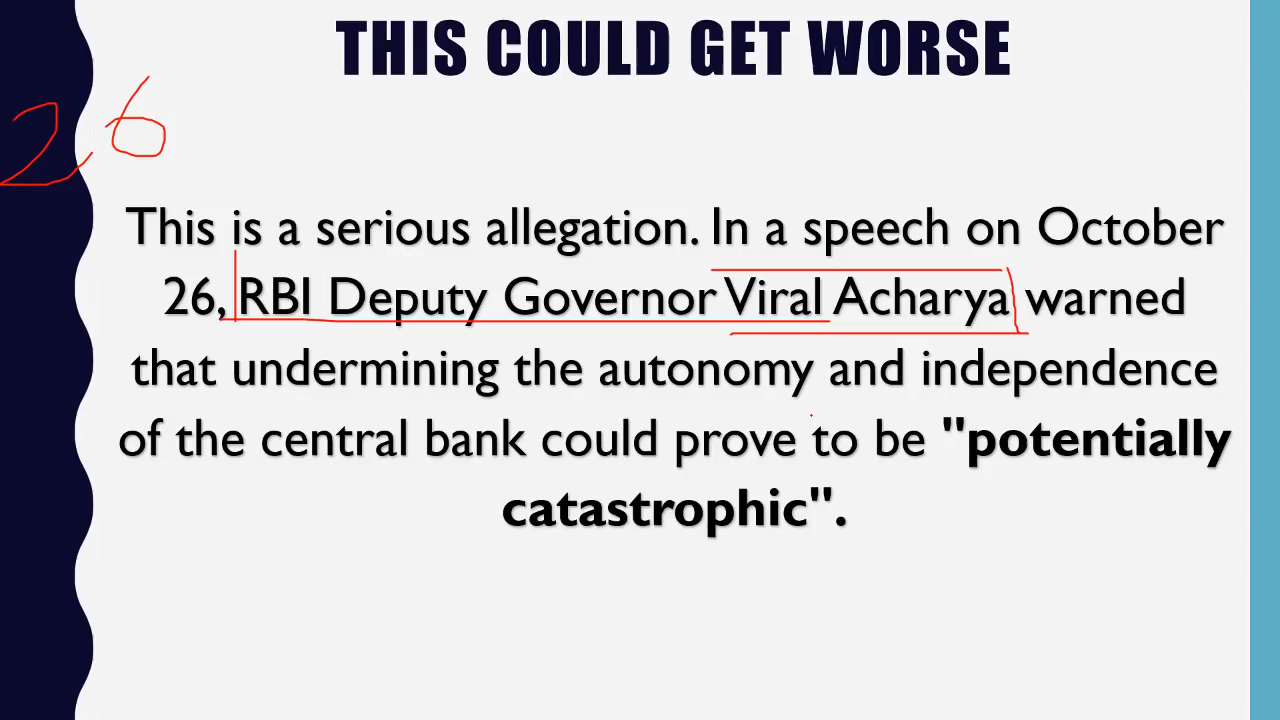 THIS COULD GET WORSE
26
This is a serious allegation. In a speech on October
26, RBI Deputy Governor Viral Acharya warned
that undermining the autonomy and independence
of the central bank could prove to be "potentially
catastrophic".